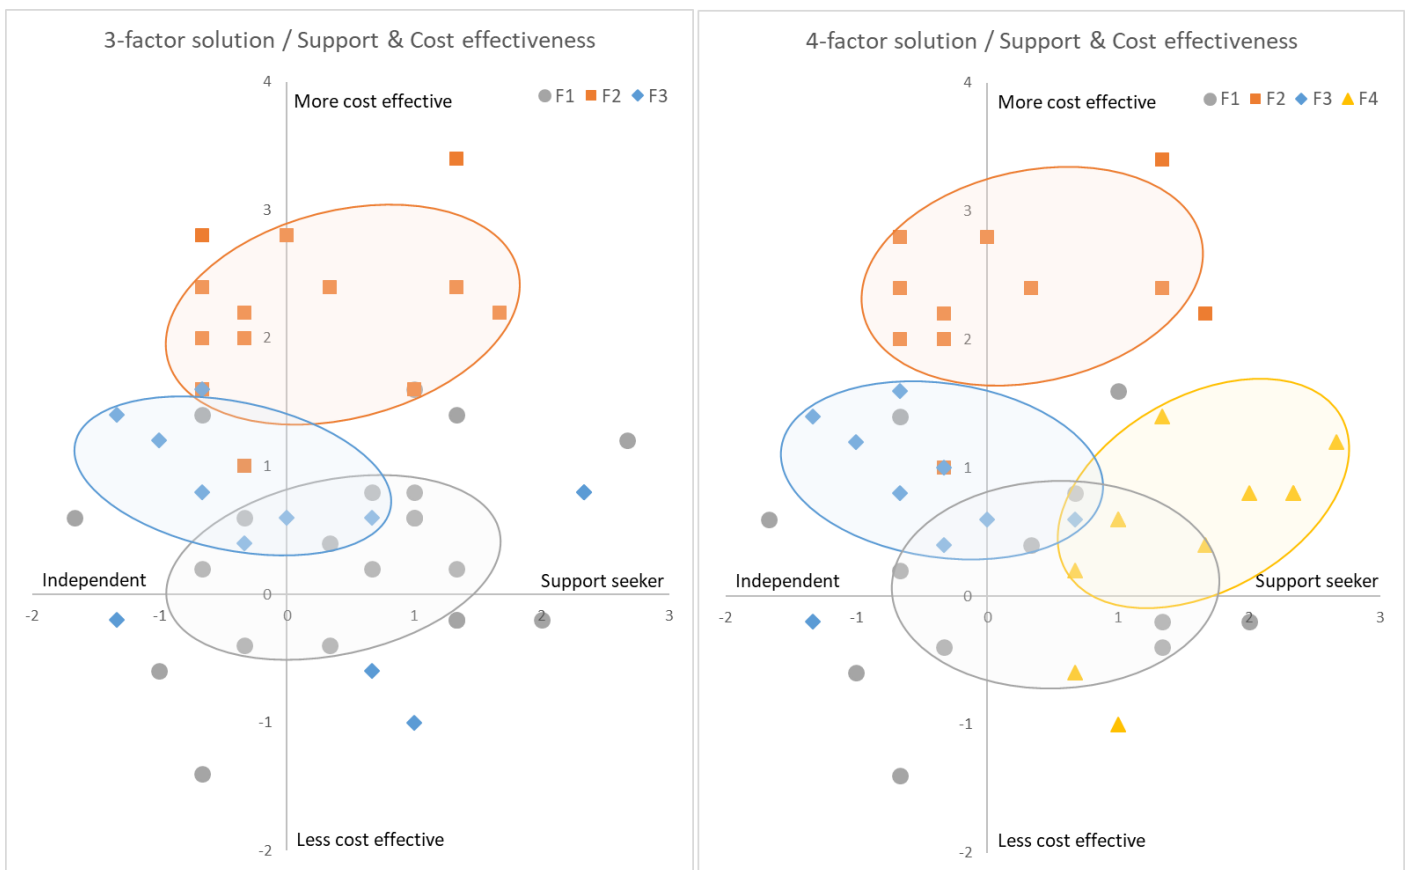 3-factor solution / Support & Cost effectiveness
4
More cost effective
F1 F2 F3
3
2
1
Independent
Support seeker
0
-2 -1 0 1 2 3
-1
-2
Less cost effective
4-factor solution / Support & Cost effectiveness
4
More cost effective
F1 F2 F3 F4
3
2
1
Independent
Support seeker
0
-2 -1 0 1 2 3
-1
-2
Less cost effective